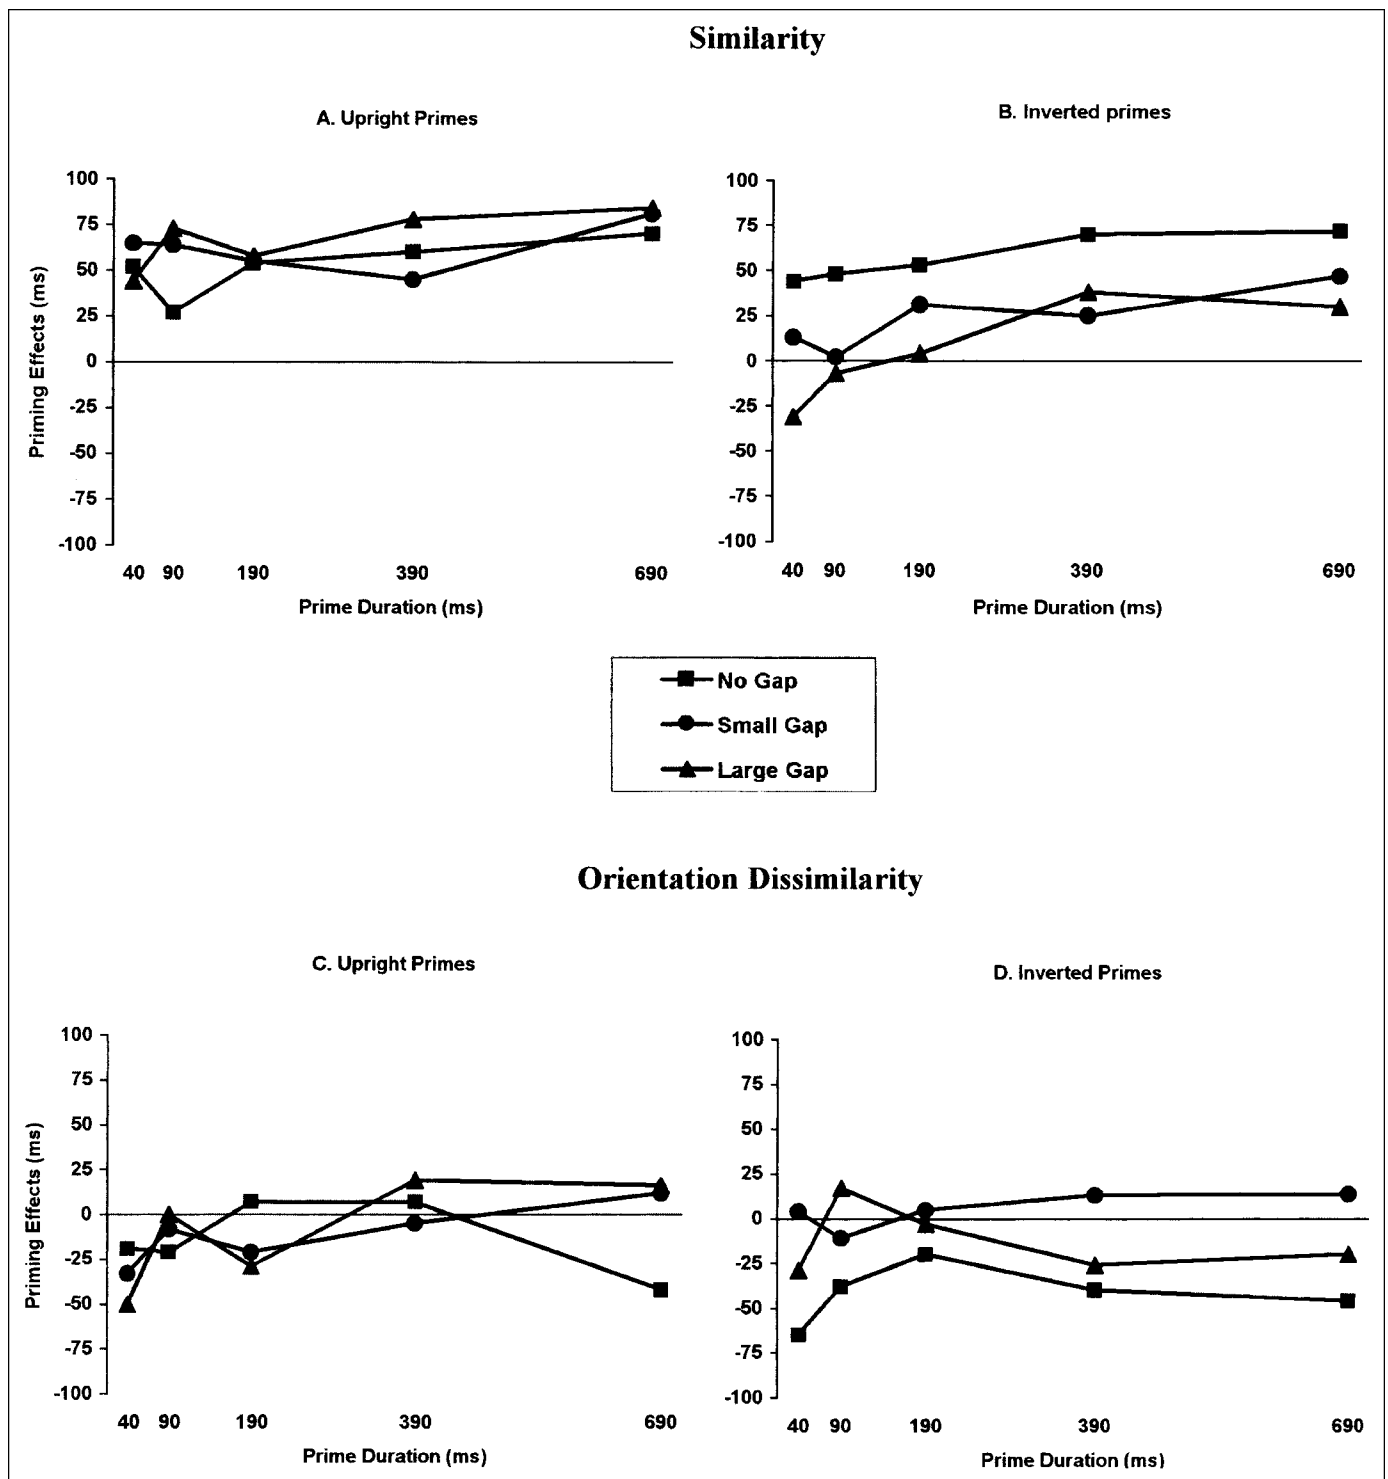 Similarity
A. Upright Primes
100
75
50
25
0
-25
-50
-75
-100
Priming Effects (ms)
40 90 190 390 690
Prime Duration (ms)
B. Inverted primes
100
75
50
25
0
-25
-50
-75
-100
40 90 190 390 690
Prime Duration (ms)
No Gap
Small Gap
Large Gap
Orientation Dissimilarity
C. Upright Primes
100
75
50
25
0
-25
-50
-75
-100
Priming Effects (ms)
40 90 190 390 690
Prime Duration (ms)
D. Inverted Primes
100
75
50
25
0
-25
-50
-75
-100
40 90 190 390 690
Prime Duration (ms)